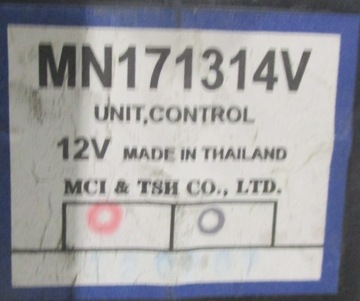 MN171314V
UNIT,CONTROL
12V MADE IN THAILAND
MCI & TSH CO., LTD.